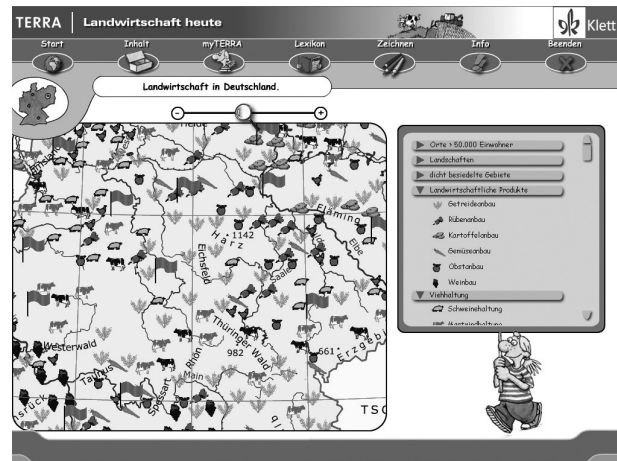 TERRA Landwirtschaft heute
Klett
Start Inhalt myTERRA Lexikon Zeichnen Info Beenden
Landwirtschaft in Deutschland.
Orte > 50.000 Einwohner
Landschaften
dicht besiedelte Gebiete
Landwirtschaftliche Produkte
Getreideanbau
Rübenanbau
Kartoffelanbau
Gemüseanbau
Obstanbau
Weinbau
Viehhaltung
Schweinehaltung
Fläming
Elbe
1142
Harz
Eichsfeld
Saale
Thüringer Wald
Westerwald
Rhön
982
661
Erzgebi
Taunus
Main
Spessart
nsrück
TSC